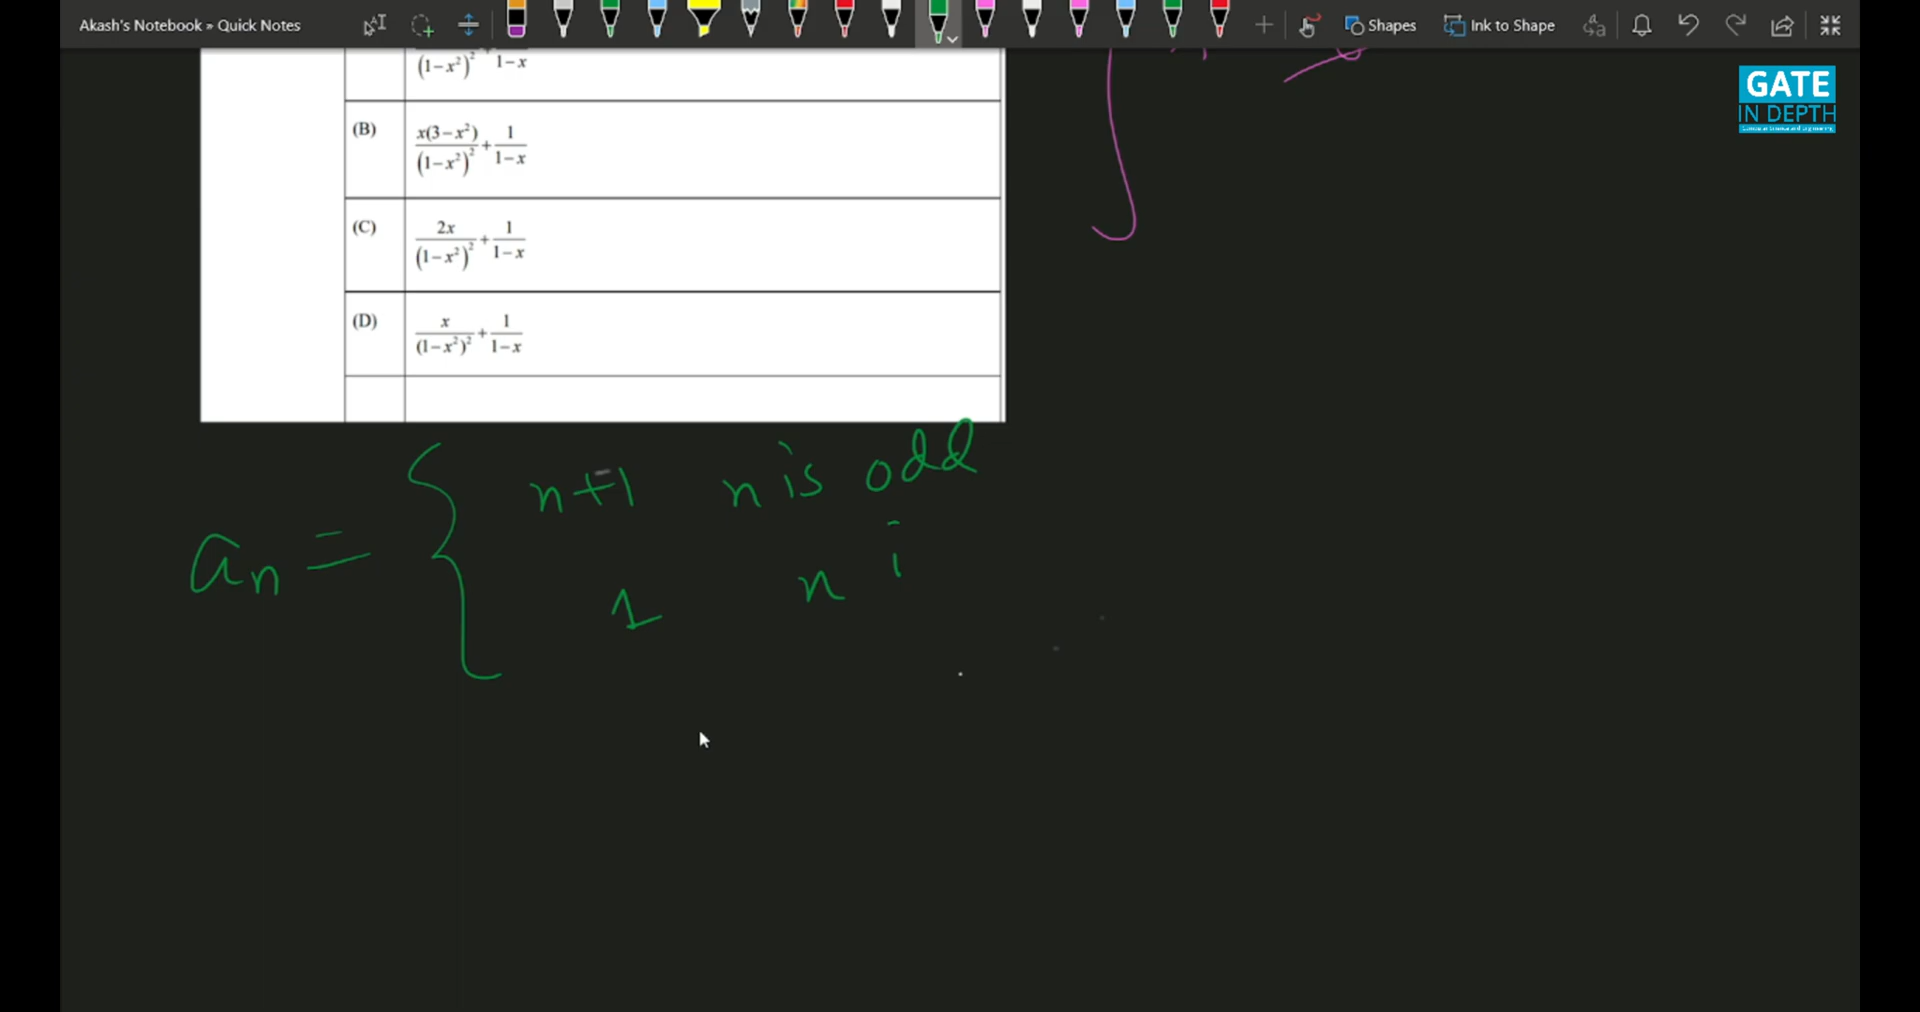 Akash's Notebook » Quick Notes
Shapes
Ink to Shape
GATE
IN DEPTH
(1−x²)² 1−x
(B) x(3−x²)/(1−x²)² + 1/(1−x)
(C) 2x/(1−x²)² + 1/(1−x)
(D) x/(1−x²)² + 1/(1−x)
aₙ = { n+1 n is odd
1 n i